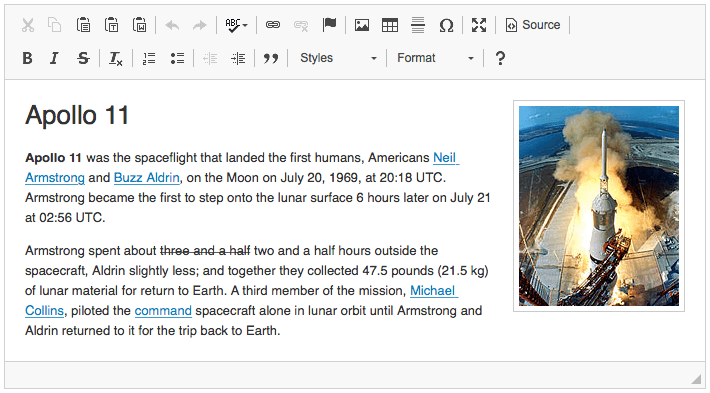 ABC
Ω
Source
B I S Tx
Styles
Format
?
Apollo 11
Apollo 11 was the spaceflight that landed the first humans, Americans Neil
Armstrong and Buzz Aldrin, on the Moon on July 20, 1969, at 20:18 UTC.
Armstrong became the first to step onto the lunar surface 6 hours later on July 21
at 02:56 UTC.
Armstrong spent about three and a half two and a half hours outside the
spacecraft, Aldrin slightly less; and together they collected 47.5 pounds (21.5 kg)
of lunar material for return to Earth. A third member of the mission, Michael
Collins, piloted the command spacecraft alone in lunar orbit until Armstrong and
Aldrin returned to it for the trip back to Earth.